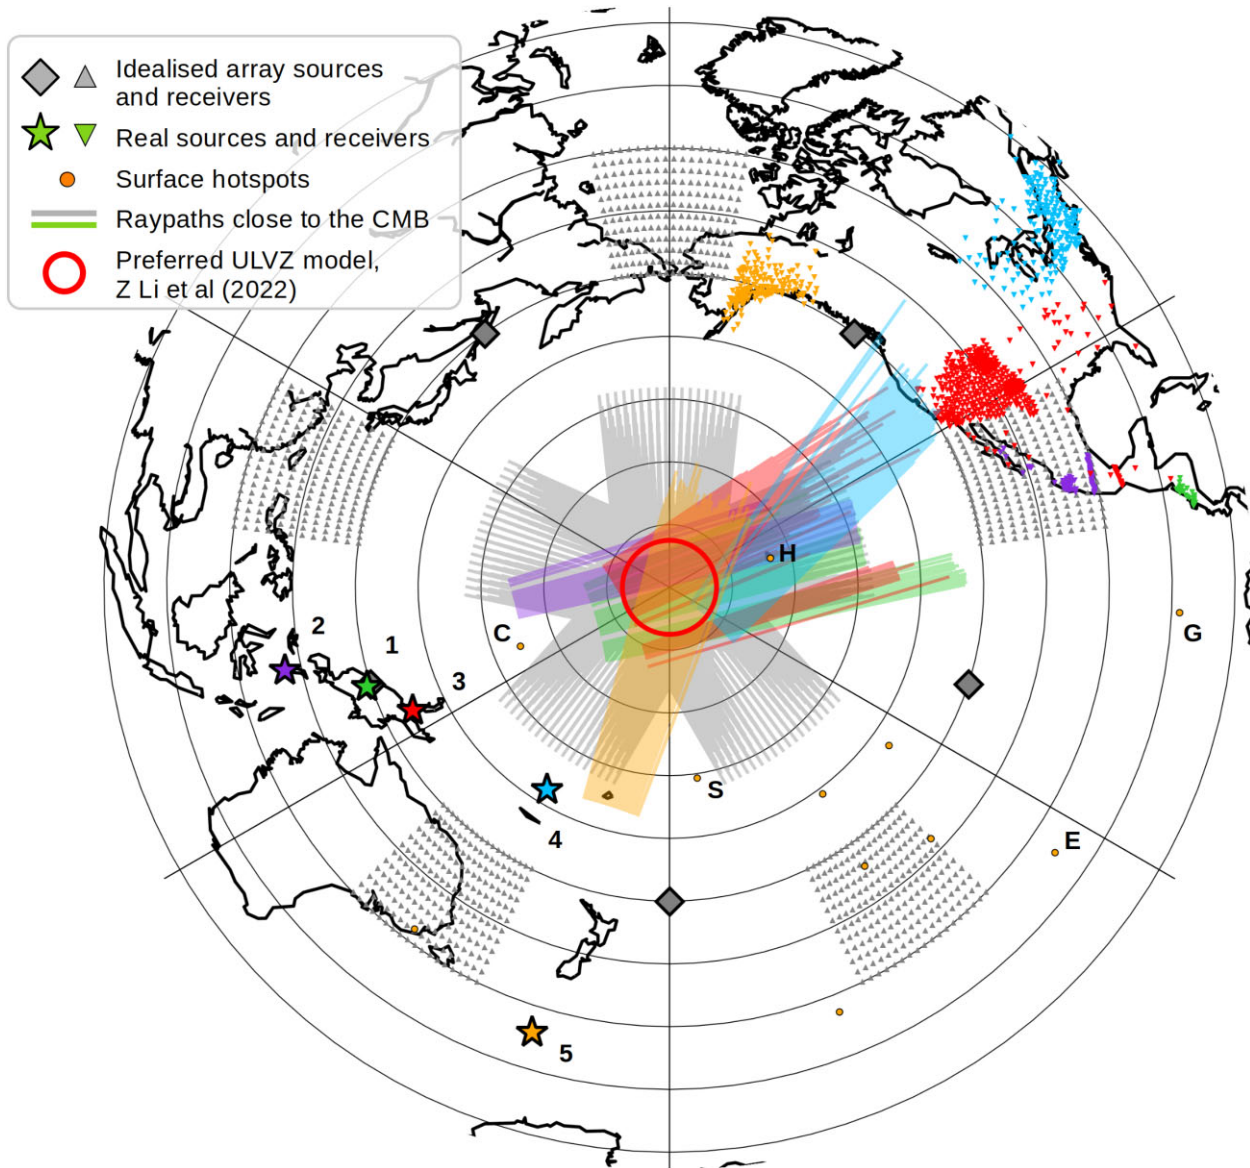 Idealised array sources
and receivers
Real sources and receivers
Surface hotspots
Raypaths close to the CMB
Preferred ULVZ model,
Z Li et al (2022)
H
2
G
C
1
3
S
4
E
5